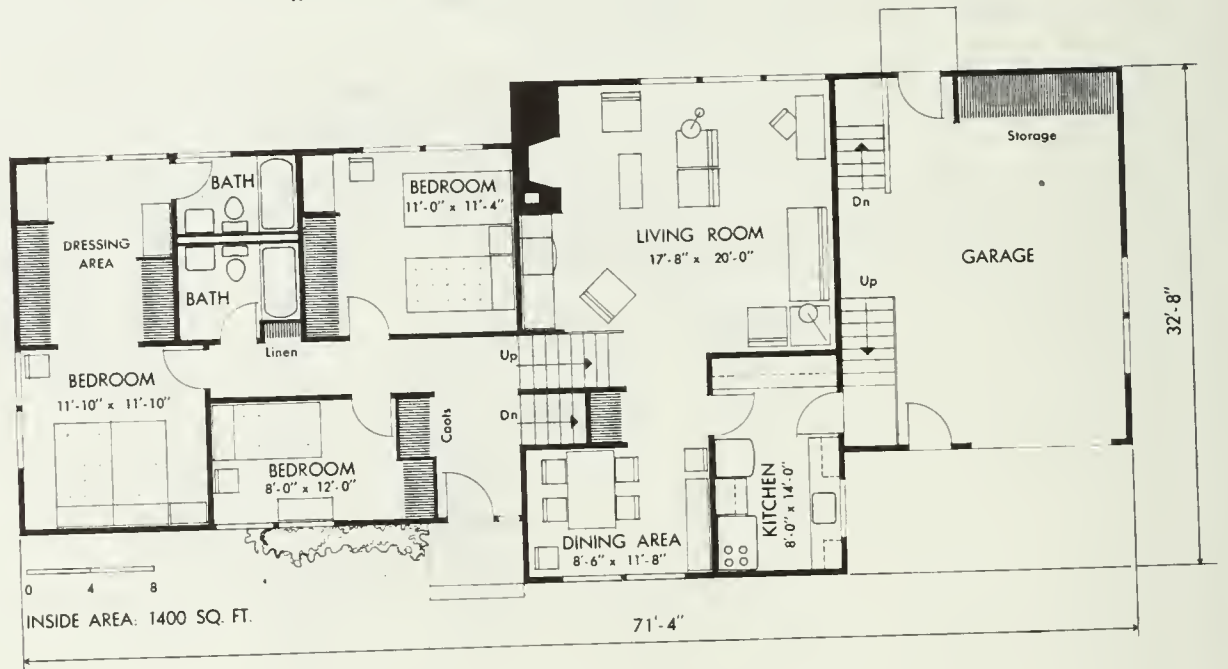 BATH
BEDROOM
11'-0" x 11'-4"
Storage
Dn
DRESSING
AREA
LIVING ROOM
17'-8" x 20'-0"
GARAGE
BATH
Up
32'-8"
Linen
Up
BEDROOM
11'-10" x 11'-10"
Coats
Dn
BEDROOM
8'-0" x 12'-0"
KITCHEN
8'-0" x 14'-0"
DINING AREA
8'-6" x 11'-8"
0 4 8
INSIDE AREA: 1400 SQ. FT.
71'-4"